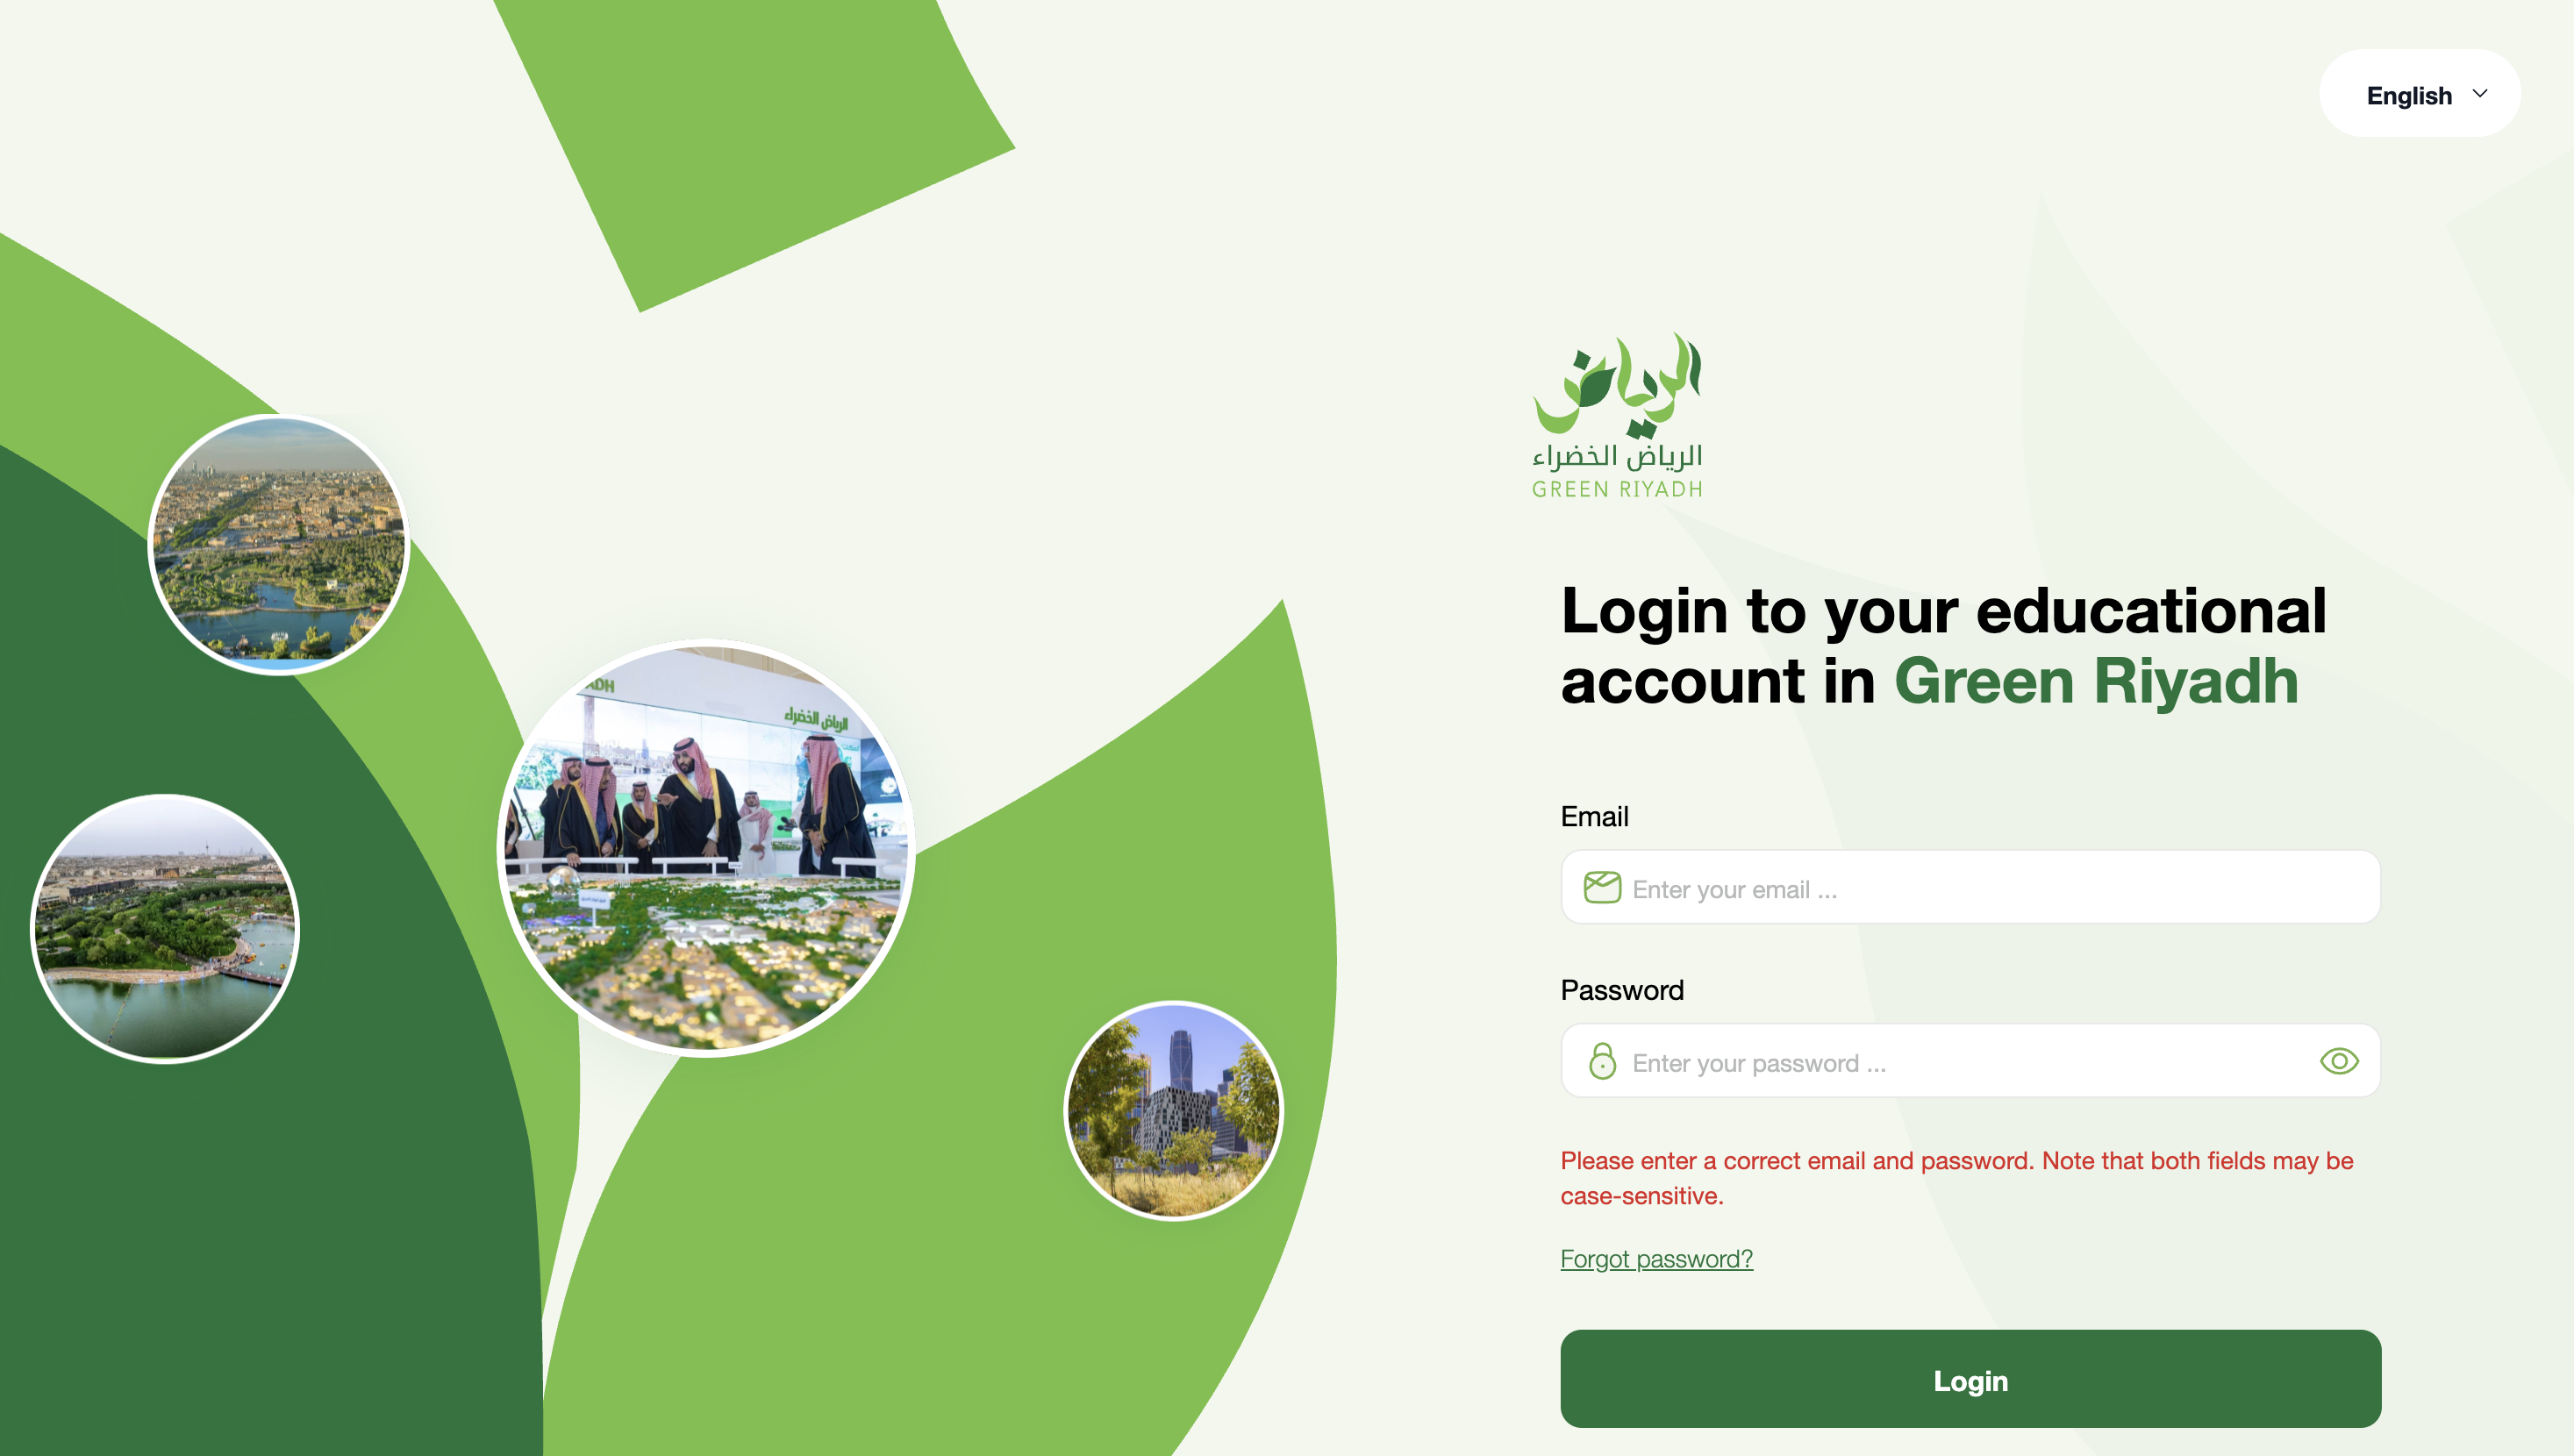 English
الرياض
الرياض الخضراء
GREEN RIYADH
Login to your educational
account in Green Riyadh
Email
Enter your email ...
Password
Enter your password ...
Please enter a correct email and password. Note that both fields may be
case-sensitive.
Forgot password?
Login
الرياض الخضراء